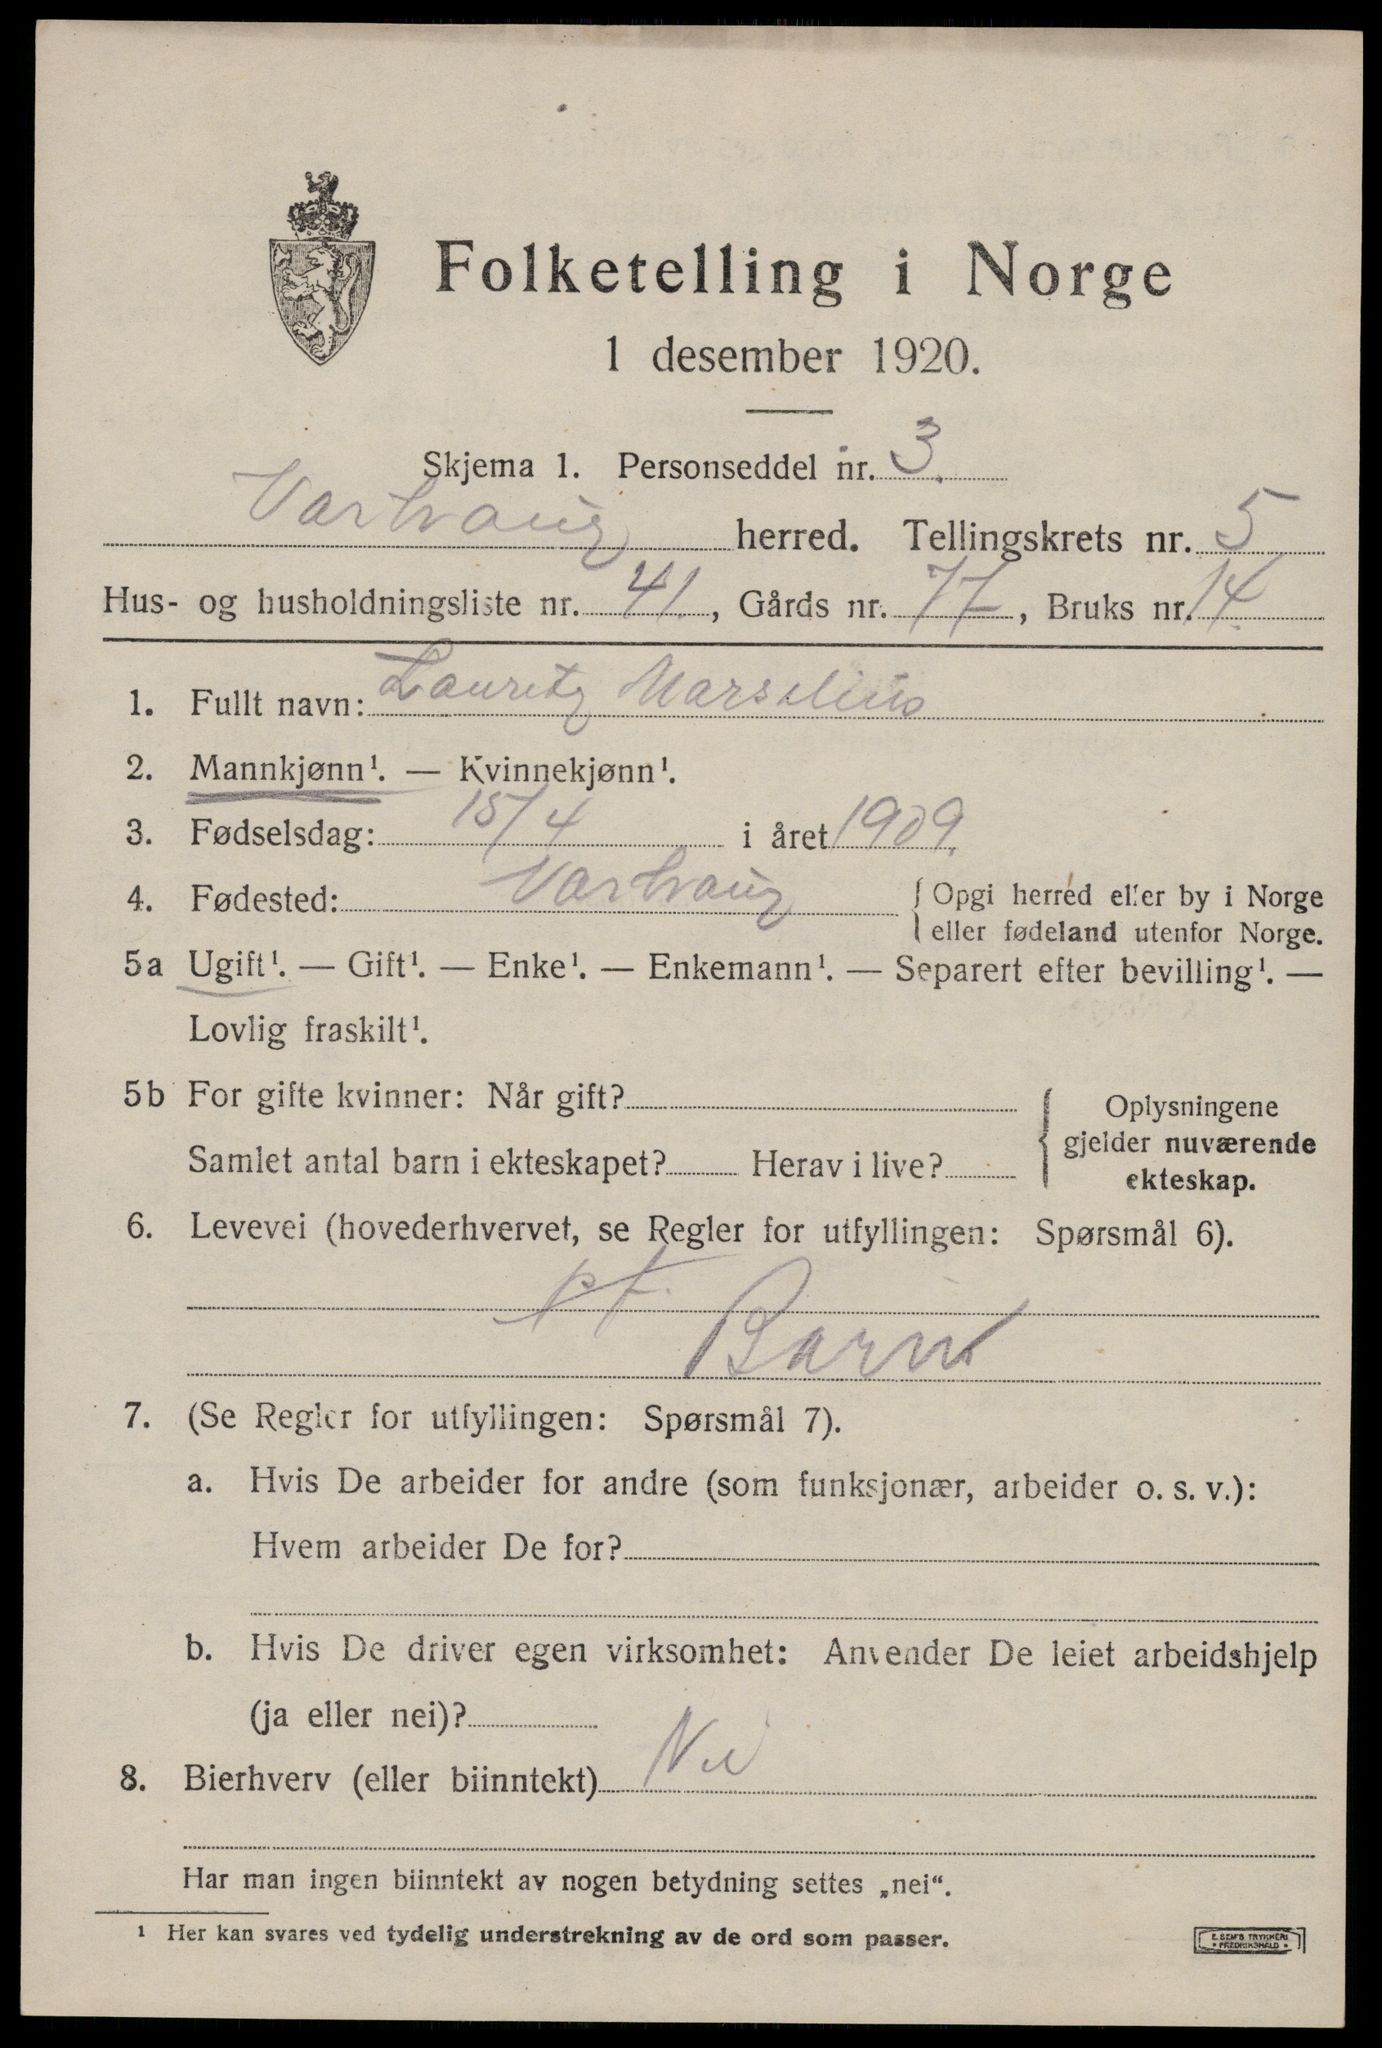 Folketelling i Norge
1 desember 1920.
Skjema 1. Personseddel nr. 3.
Vartvaug herred. Tellingskrets nr. 5
Hus- og husholdningsliste nr. 41., Gårds nr. 77, Bruks nr. 14.
1. Fullt navn: Lauritz Marselius
2. Mannkjønn¹. — Kvinnekjønn¹.
3. Fødselsdag: 15/4 i året 1909.
4. Fødested: Vartvaug { Opgi herred eller by i Norge
eller fødeland utenfor Norge.
5a Ugift¹. — Gift¹. — Enke¹. — Enkemann¹. — Separert efter bevilling¹. —
Lovlig fraskilt¹.
5b For gifte kvinner: Når gift?
Samlet antal barn i ekteskapet? Herav i live?
{ Oplysningene
gjelder nuværende
ekteskap.
6. Levevei (hovederhvervet, se Regler for utfyllingen: Spørsmål 6).
Barn
7. (Se Regler for utfyllingen: Spørsmål 7).
a. Hvis De arbeider for andre (som funksjonær, arbeider o. s. v.):
Hvem arbeider De for?
b. Hvis De driver egen virksomhet: Anvender De leiet arbeidshjelp
(ja eller nei)?
8. Bierhverv (eller biinntekt) Nei
Har man ingen biinntekt av nogen betydning settes „nei“.
¹ Her kan svares ved tydelig understrekning av de ord som passer.
E. SEM'S TRYKKERI
• FREDRIKSHALD •